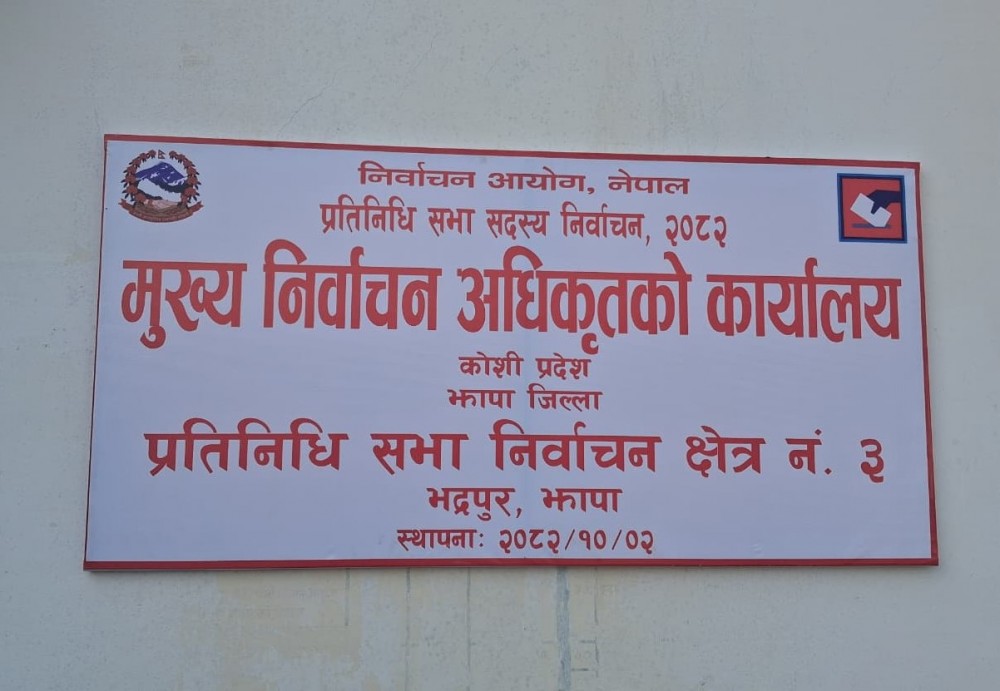 निर्वाचन आयोग, नेपाल
प्रतिनिधि सभा सदस्य निर्वाचन, २०८२
मुख्य निर्वाचन अधिकृतको कार्यालय
कोशी प्रदेश
झापा जिल्ला
प्रतिनिधि सभा निर्वाचन क्षेत्र नं. ३
भद्रपुर, झापा
स्थापनाः २०८२/१०/०२